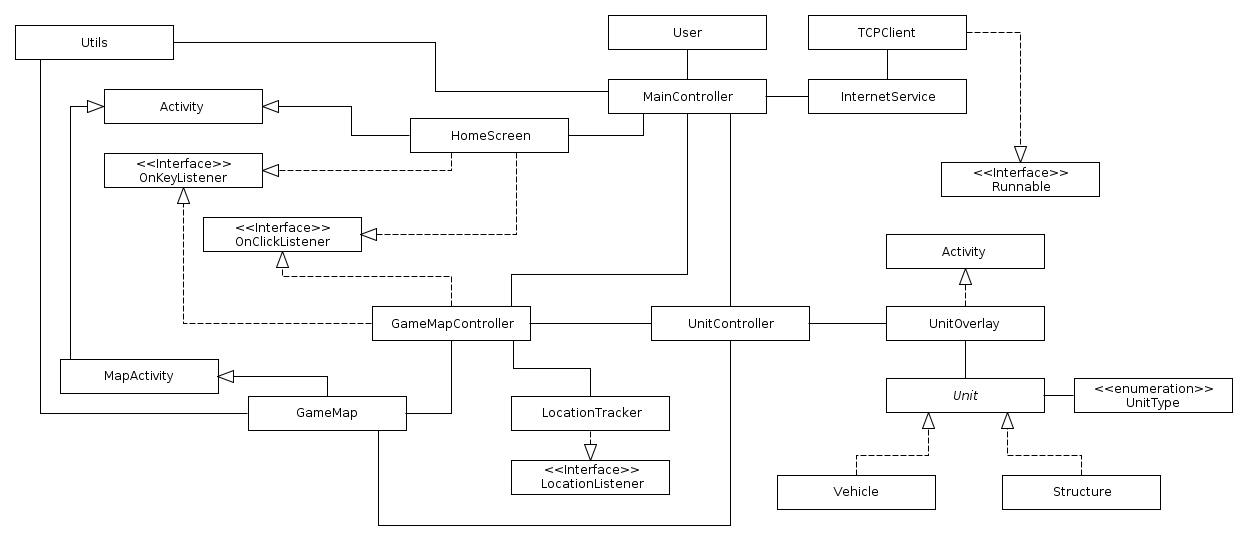 User
TCPClient
Utils
MainController
InternetService
Activity
HomeScreen
<<Interface>>
OnKeyListener
<<Interface>>
Runnable
<<Interface>>
OnClickListener
Activity
GameMapController
UnitController
UnitOverlay
MapActivity
Unit
<<enumeration>>
UnitType
GameMap
LocationTracker
<<Interface>>
LocationListener
Vehicle
Structure